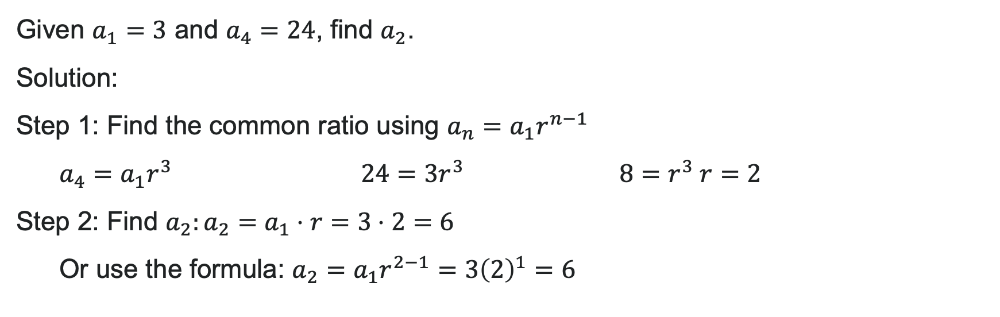 Given $a_1 = 3$ and $a_4 = 24$, find $a_2$.
Solution:
Step 1: Find the common ratio using $a_n = a_1 r^{n-1}$
$a_4 = a_1 r^3$ $24 = 3r^3$ $8 = r^3 \; r = 2$
Step 2: Find $a_2 : a_2 = a_1 \cdot r = 3 \cdot 2 = 6$
Or use the formula: $a_2 = a_1 r^{2-1} = 3(2)^1 = 6$